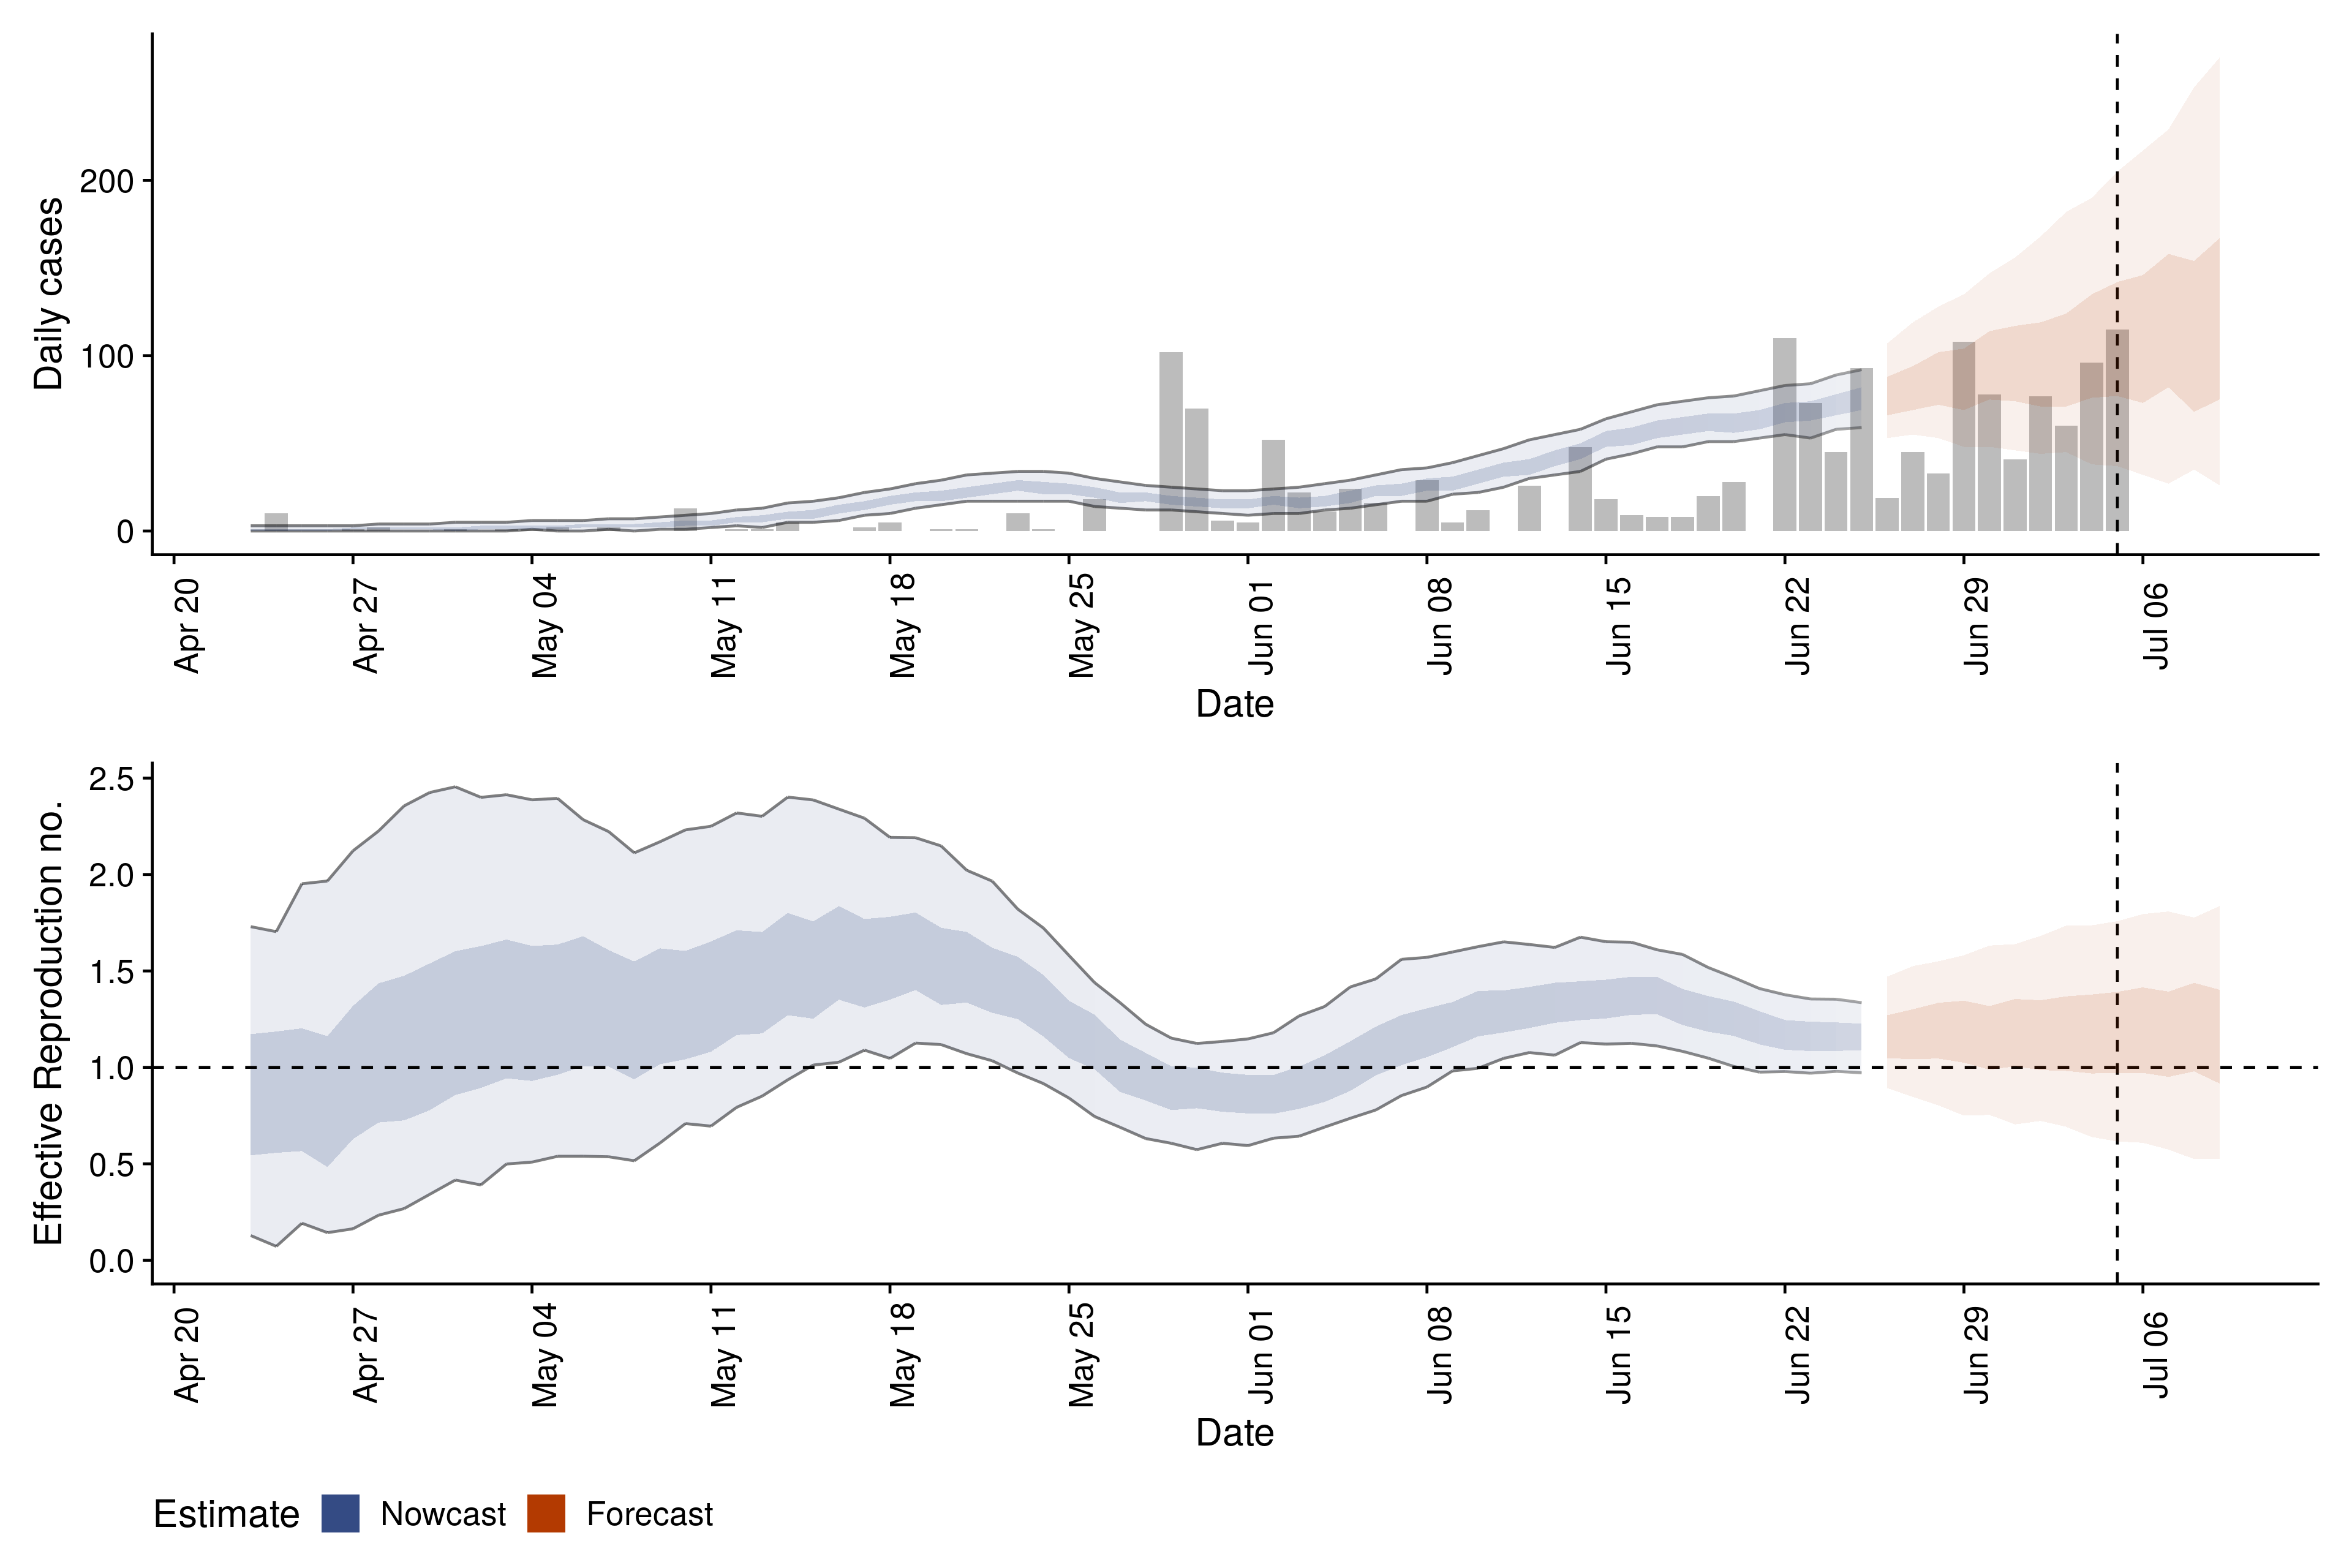 Daily cases
200
100
0
Apr 20
Apr 27
May 04
May 11
May 18
May 25
Jun 01
Jun 08
Jun 15
Jun 22
Jun 29
Jul 06
Date
Effective Reproduction no.
2.5
2.0
1.5
1.0
0.5
0.0
Apr 20
Apr 27
May 04
May 11
May 18
May 25
Jun 01
Jun 08
Jun 15
Jun 22
Jun 29
Jul 06
Date
Estimate Nowcast Forecast